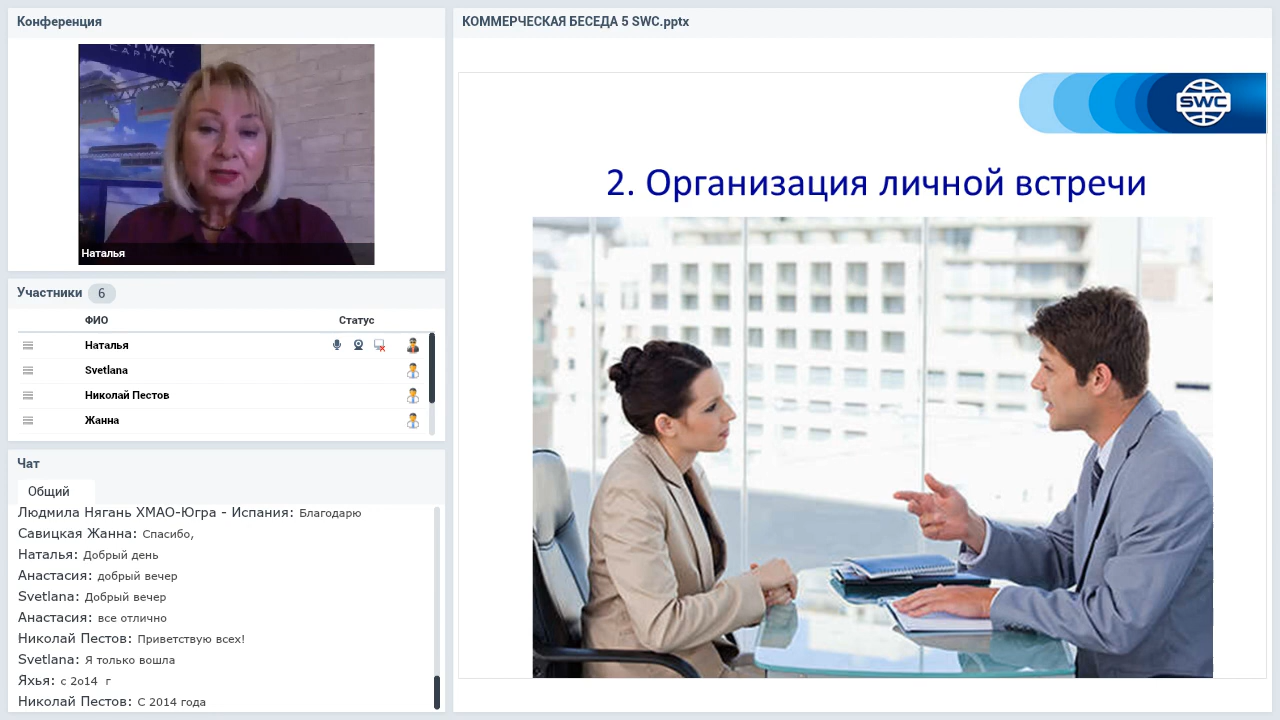 Конференция
WAY
CAPITAL
Наталья
Участники 6
ФИО Статус
Наталья
Svetlana
Николай Пестов
Жанна
Чат
Общий
Людмила Нягань ХМАО-Югра - Испания: Благодарю
Савицкая Жанна: Спасибо,
Наталья: Добрый день
Анастасия: добрый вечер
Svetlana: Добрый вечер
Анастасия: все отлично
Николай Пестов: Приветствую всех!
Svetlana: Я только вошла
Яхья: с 2о14 г
Николай Пестов: С 2014 года
КОММЕРЧЕСКАЯ БЕСЕДА 5 SWC.pptx
SWC
2. Организация личной встречи